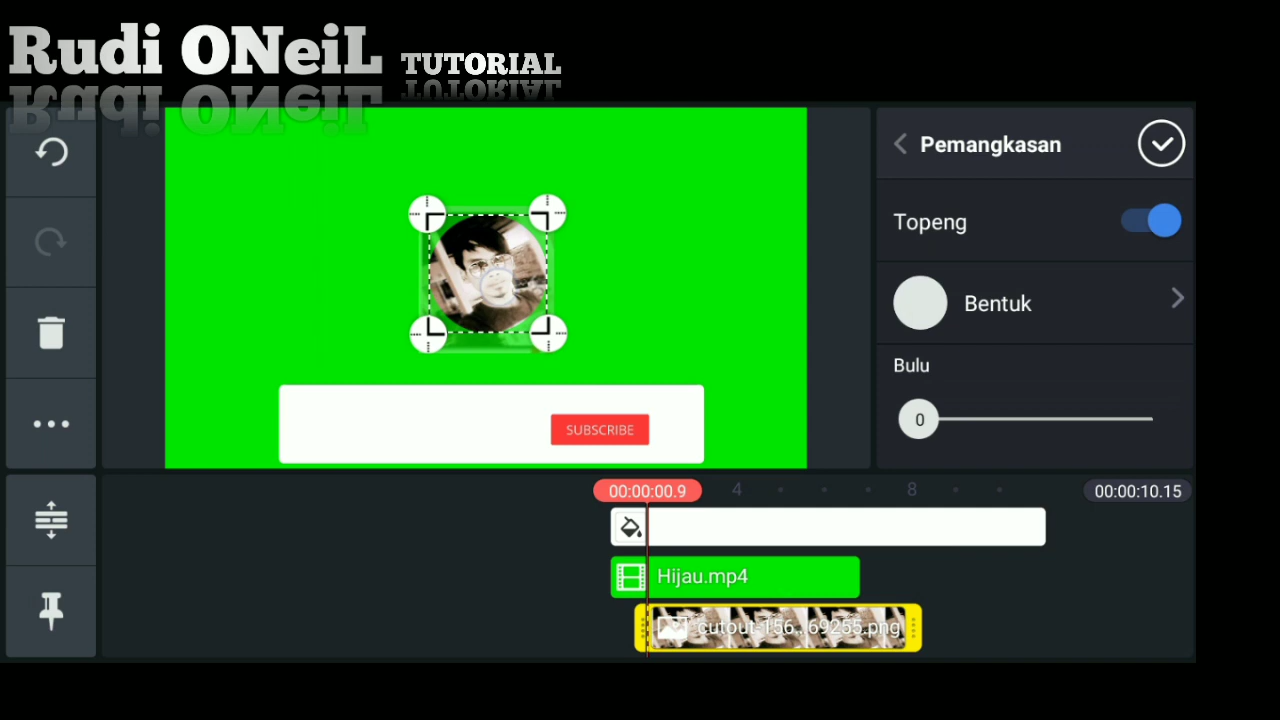 Rudi ONeiL TUTORIAL
Pemangkasan
Topeng
Bentuk
Bulu
0
SUBSCRIBE
00:00:00.9
4
8
00:00:10.15
Hijau.mp4
cutout-156...69255.png